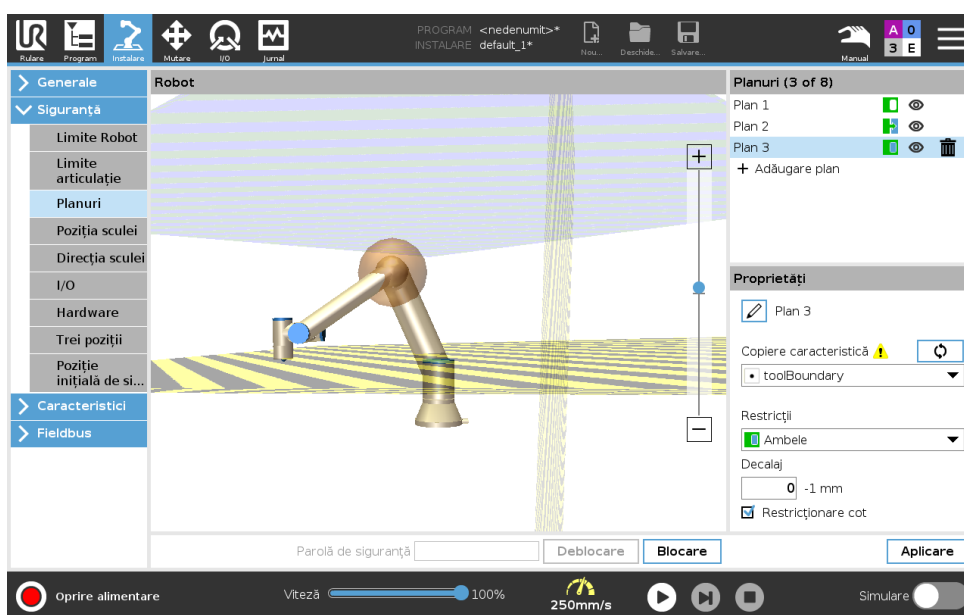 PROGRAM <nedenumit>*
INSTALARE default_1*
Rulare Program Instalare Mutare I/O Jurnal
Nou... Deschide... Salvare...
Manual
A 0
3 E
Generale
Siguranță
Limite Robot
Limite
articulație
Planuri
Poziția sculei
Direcția sculei
I/O
Hardware
Trei poziții
Poziție
inițială de si...
Caracteristici
Fieldbus
Robot
Planuri (3 of 8)
Plan 1
Plan 2
Plan 3
+ Adăugare plan
Proprietăți
Plan 3
Copiere caracteristică
toolBoundary
Restricții
Ambele
Decalaj
0 -1 mm
Restricționare cot
Parolă de siguranță Deblocare Blocare Aplicare
Oprire alimentare Viteză 100% 250mm/s Simulare